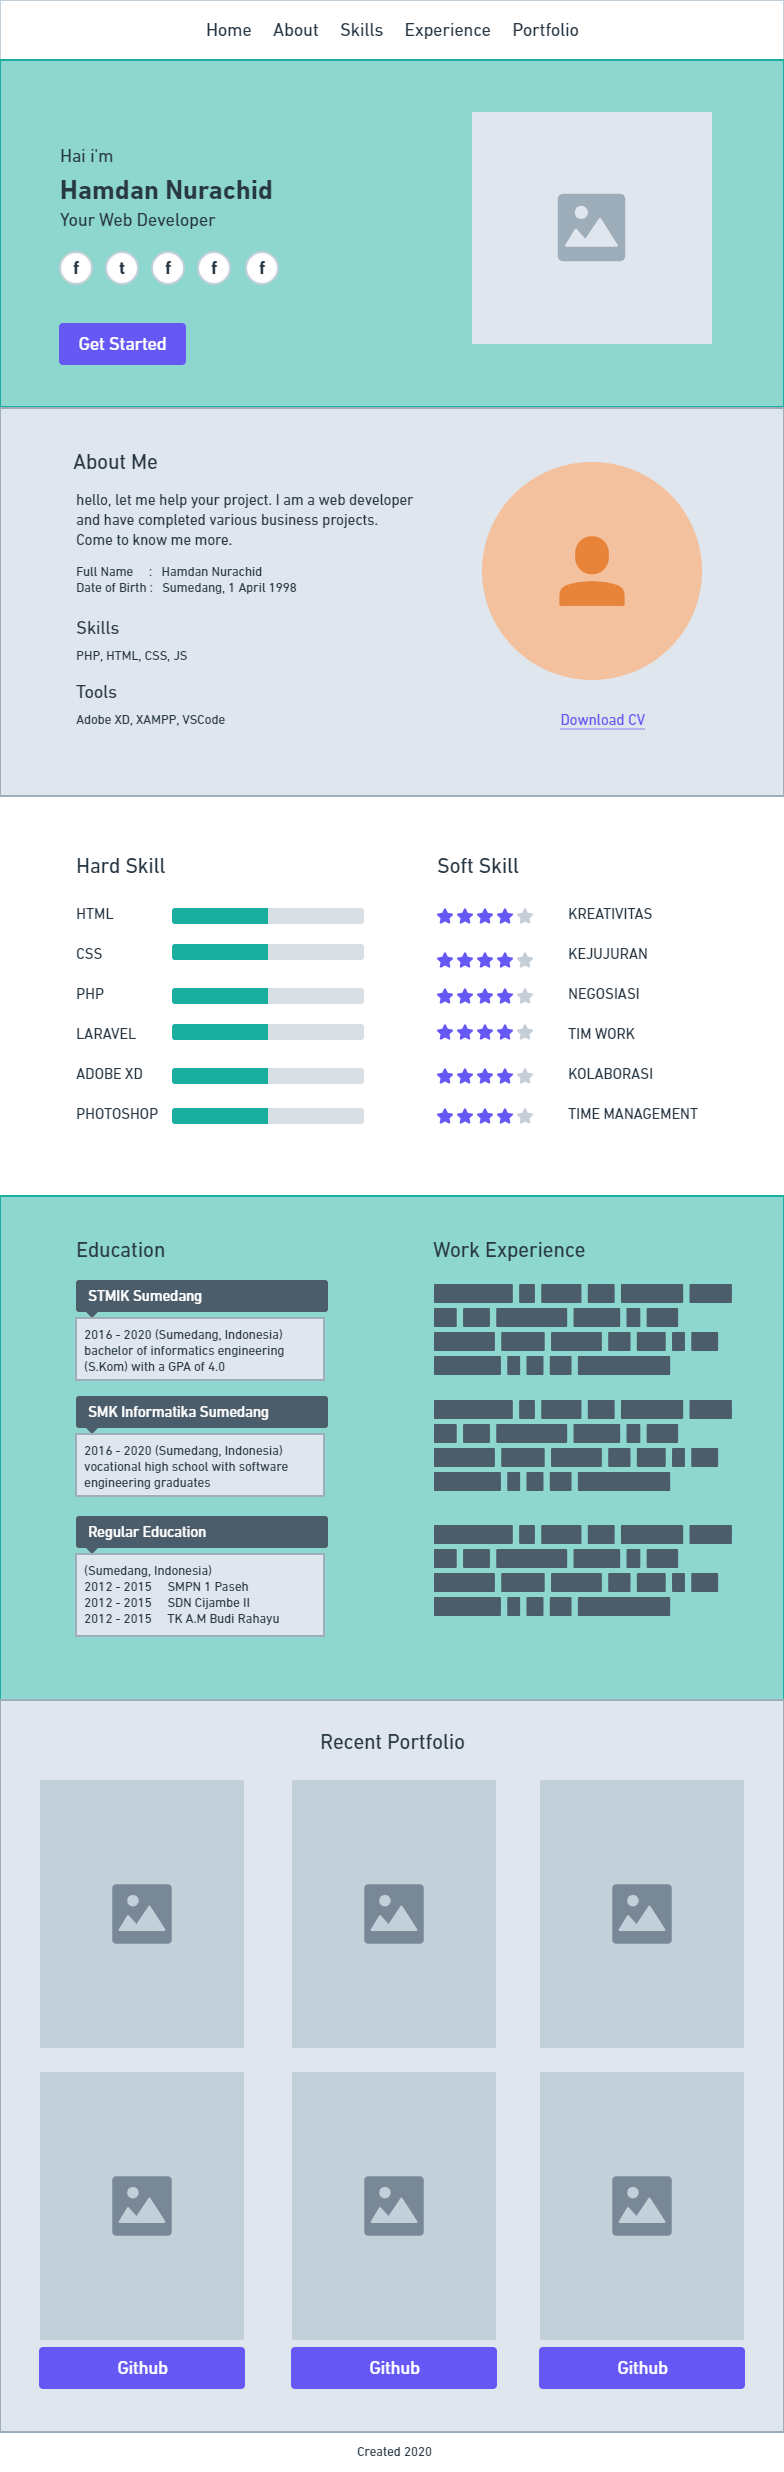 Home About Skills Experience Portfolio
Hai i'm
Hamdan Nurachid
Your Web Developer
f t f f f
Get Started
About Me
hello, let me help your project. I am a web developer
and have completed various business projects.
Come to know me more.
Full Name : Hamdan Nurachid
Date of Birth : Sumedang, 1 April 1998
Skills
PHP, HTML, CSS, JS
Tools
Adobe XD, XAMPP, VSCode
Download CV
Hard Skill
HTML
CSS
PHP
LARAVEL
ADOBE XD
PHOTOSHOP
Soft Skill
KREATIVITAS
KEJUJURAN
NEGOSIASI
TIM WORK
KOLABORASI
TIME MANAGEMENT
Education
STMIK Sumedang
2016 - 2020 (Sumedang, Indonesia)
bachelor of informatics engineering
(S.Kom) with a GPA of 4.0
SMK Informatika Sumedang
2016 - 2020 (Sumedang, Indonesia)
vocational high school with software
engineering graduates
Regular Education
(Sumedang, Indonesia)
2012 - 2015 SMPN 1 Paseh
2012 - 2015 SDN Cijambe II
2012 - 2015 TK A.M Budi Rahayu
Work Experience
Recent Portfolio
Github Github Github
Created 2020